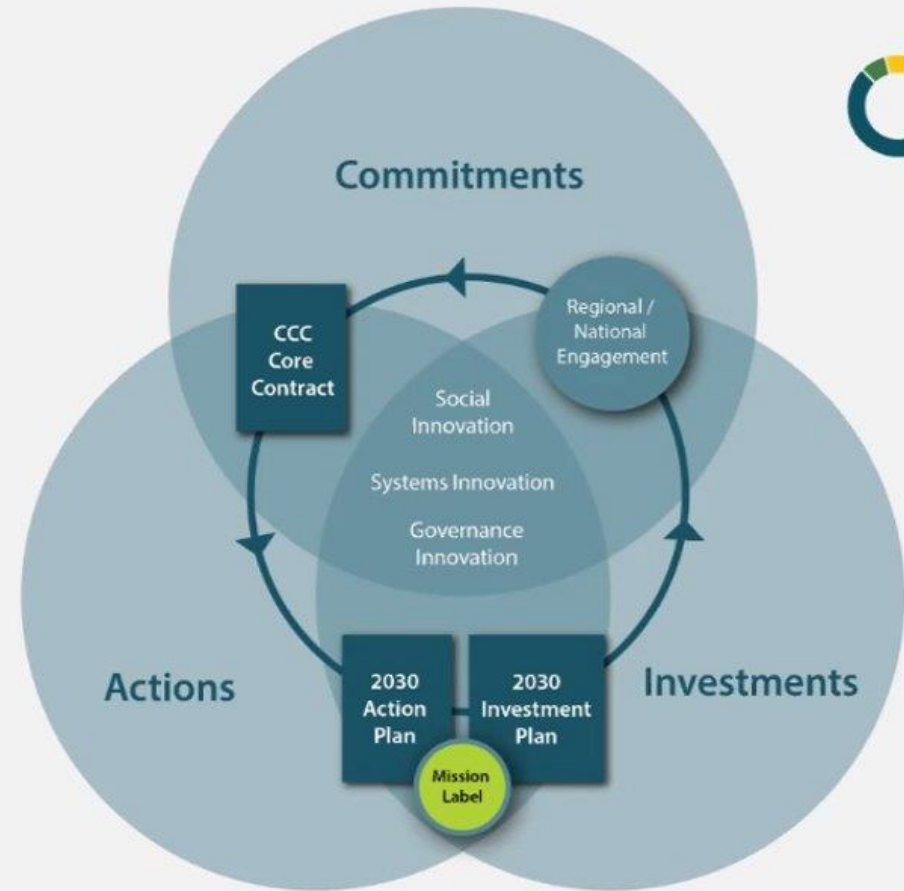 Commitments
Regional /
National
Engagement
CCC
Core
Contract
Social
Innovation
Systems Innovation
Governance
Innovation
Actions
Investments
2030
Action
Plan
2030
Investment
Plan
Mission
Label